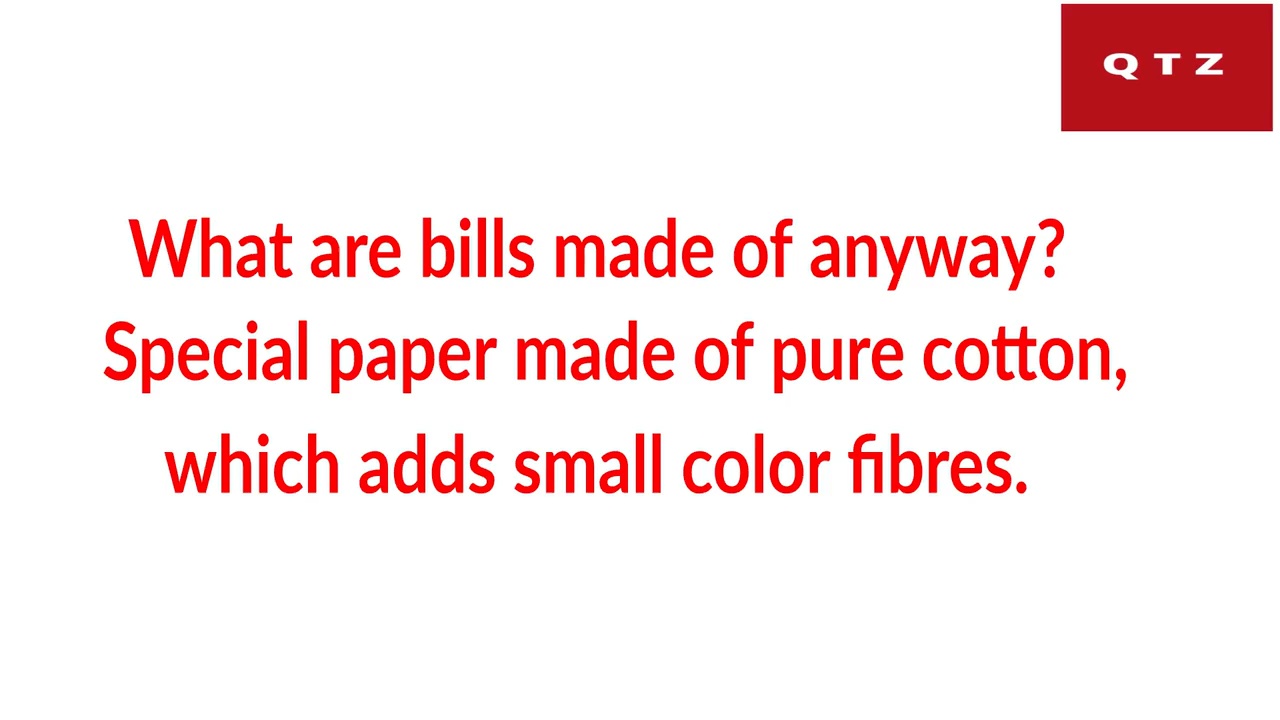 QTZ
What are bills made of anyway?
Special paper made of pure cotton,
which adds small color fibres.